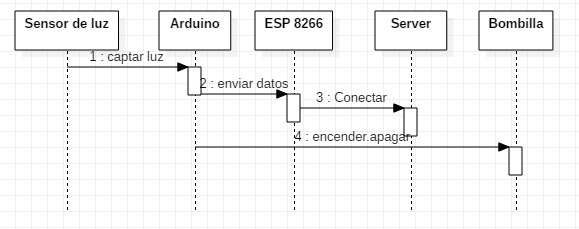 Sensor de luz
Arduino
ESP 8266
Server
Bombilla
1 : captar luz
2 : enviar datos
3 : Conectar
4 : encender.apagar